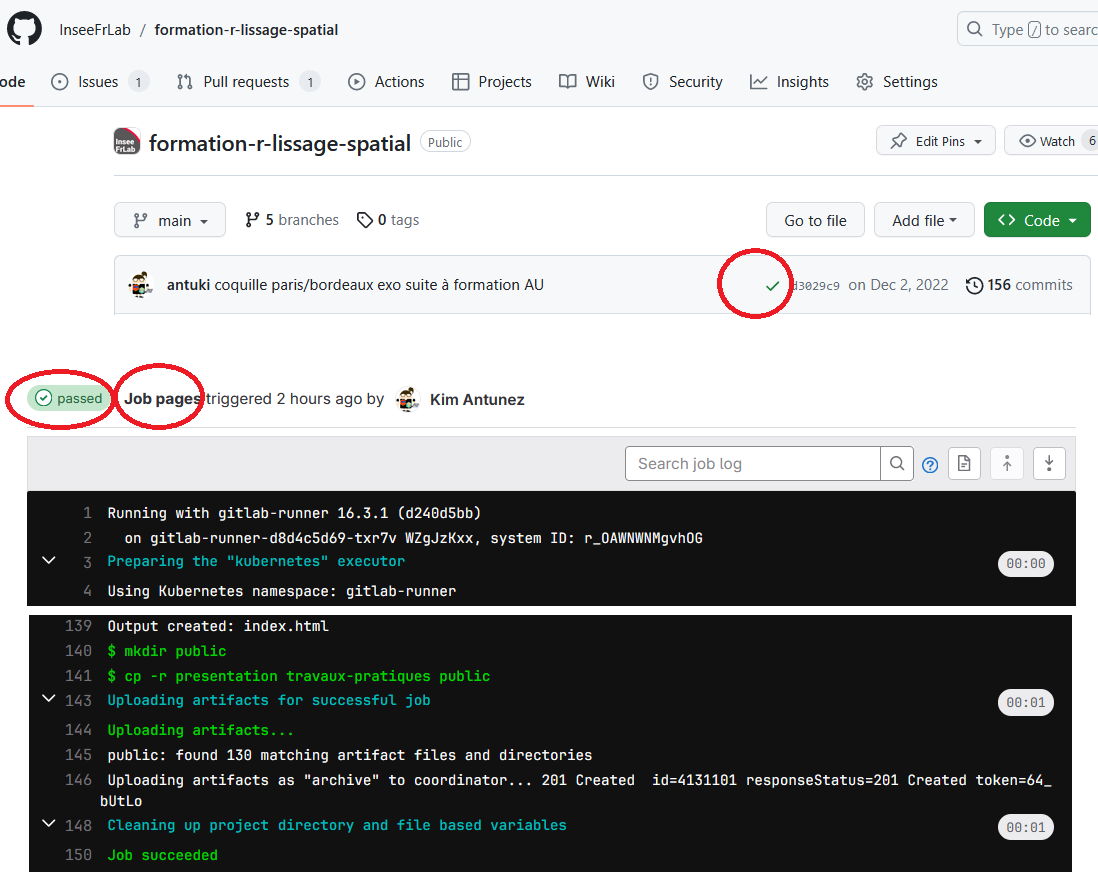 InseeFrLab / formation-r-lissage-spatial
Type / to searc
ode Issues 1 Pull requests 1 Actions Projects Wiki Security Insights Settings
Insee FrLab formation-r-lissage-spatial Public Edit Pins Watch 6
main 5 branches 0 tags Go to file Add file Code
antuki coquille paris/bordeaux exo suite à formation AU d3029c9 on Dec 2, 2022 156 commits
passed Job pages triggered 2 hours ago by Kim Antunez
Search job log
1 Running with gitlab-runner 16.3.1 (d240d5bb)
2 on gitlab-runner-d8d4c5d69-txr7v WZgJzKxx, system ID: r_OAWNWNMgvhOG
3 Preparing the "kubernetes" executor 00:00
4 Using Kubernetes namespace: gitlab-runner
139 Output created: index.html
140 $ mkdir public
141 $ cp -r presentation travaux-pratiques public
143 Uploading artifacts for successful job 00:01
144 Uploading artifacts...
145 public: found 130 matching artifact files and directories
146 Uploading artifacts as "archive" to coordinator... 201 Created id=4131101 responseStatus=201 Created token=64_
bUtLo
148 Cleaning up project directory and file based variables 00:01
150 Job succeeded